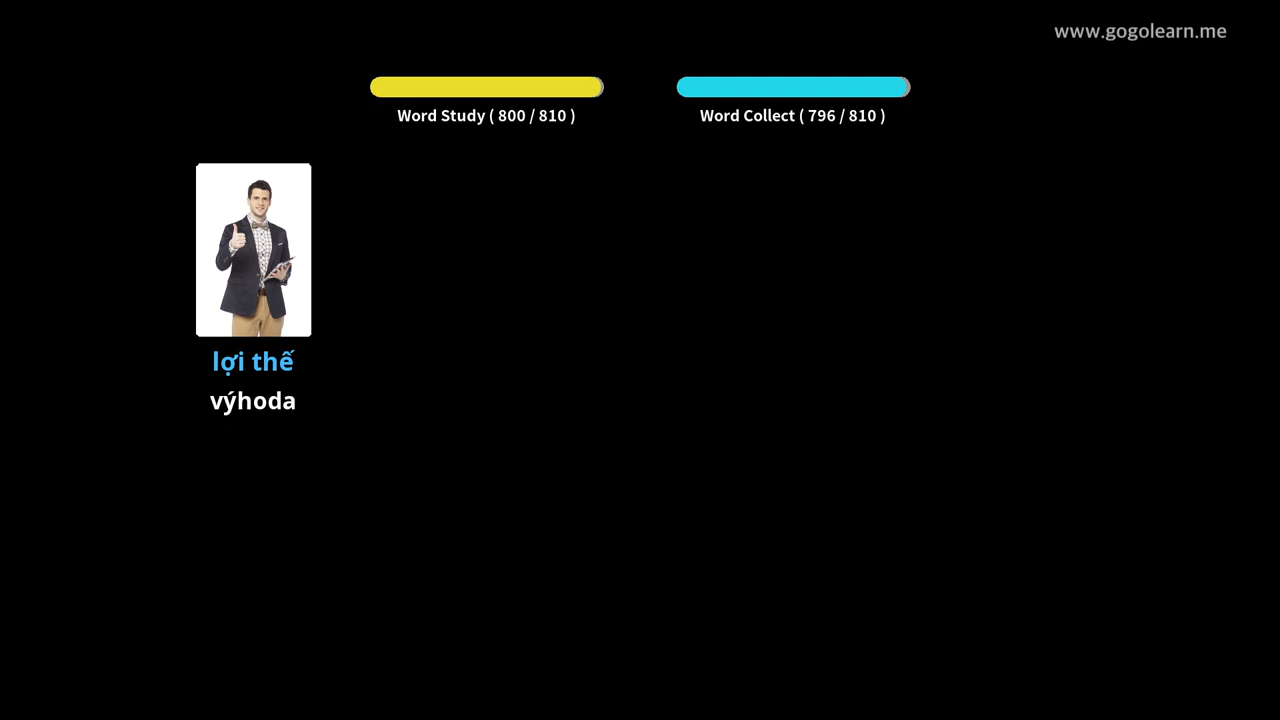 www.gogolearn.me
Word Study ( 800 / 810 )
Word Collect ( 796 / 810 )
lợi thế
výhoda